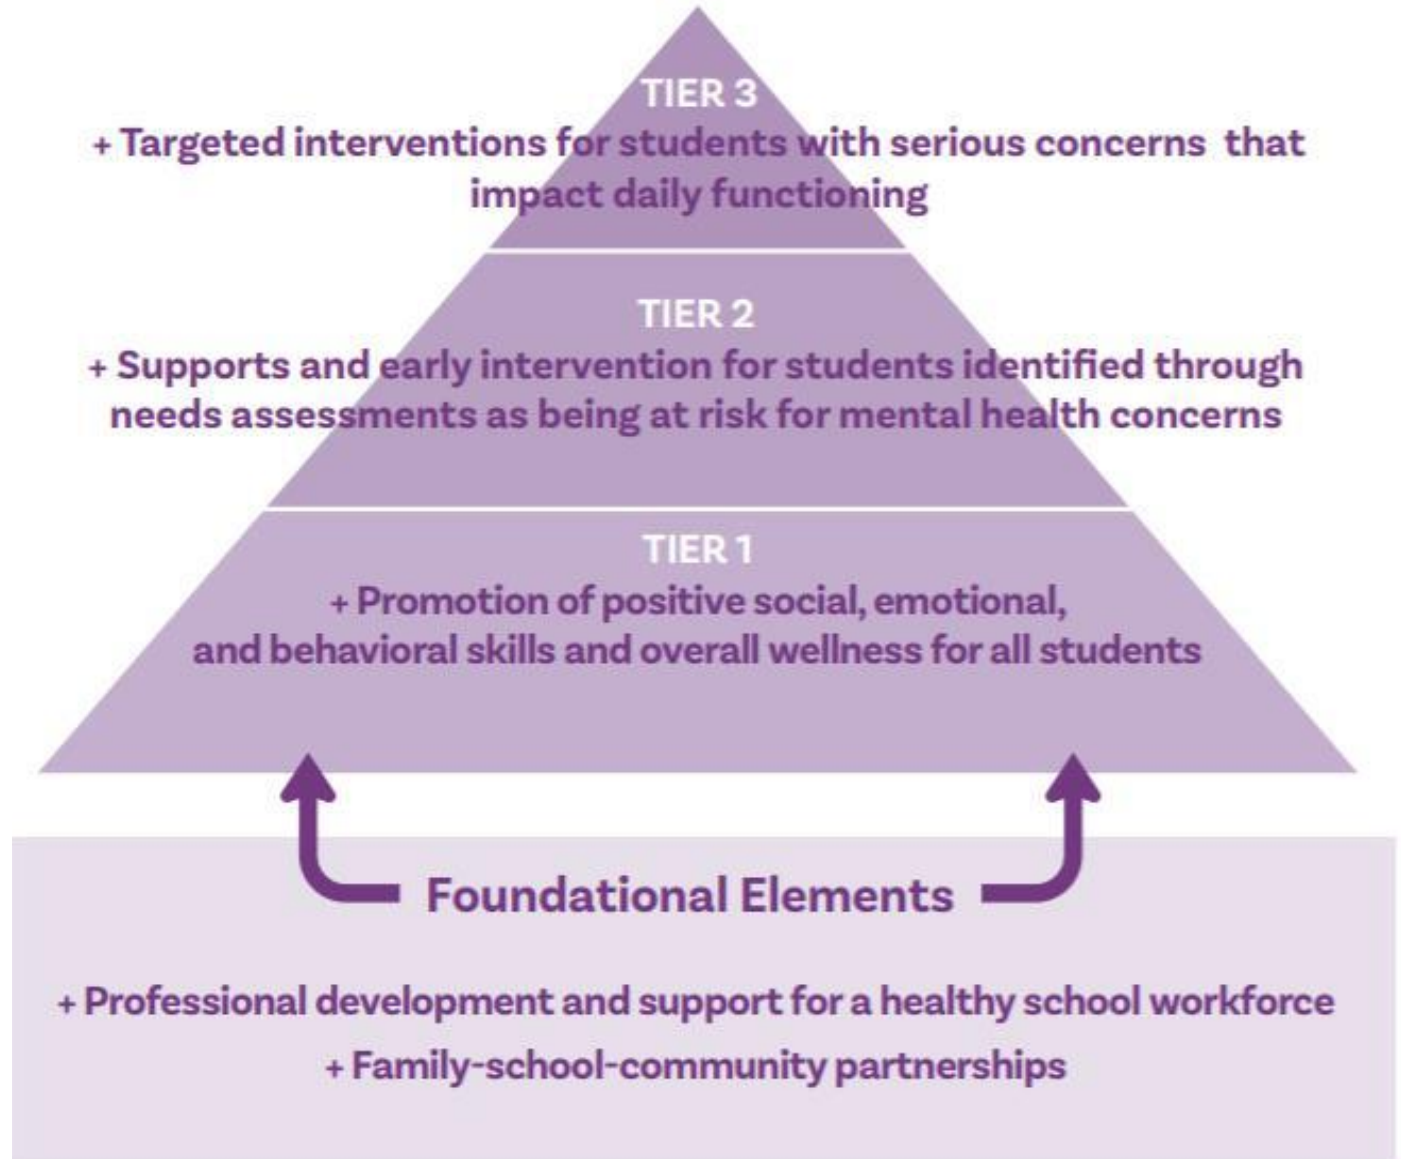 TIER 3
+ Targeted interventions for students with serious concerns that
impact daily functioning
TIER 2
+ Supports and early intervention for students identified through
needs assessments as being at risk for mental health concerns
TIER 1
+ Promotion of positive social, emotional,
and behavioral skills and overall wellness for all students
Foundational Elements
+ Professional development and support for a healthy school workforce
+ Family-school-community partnerships